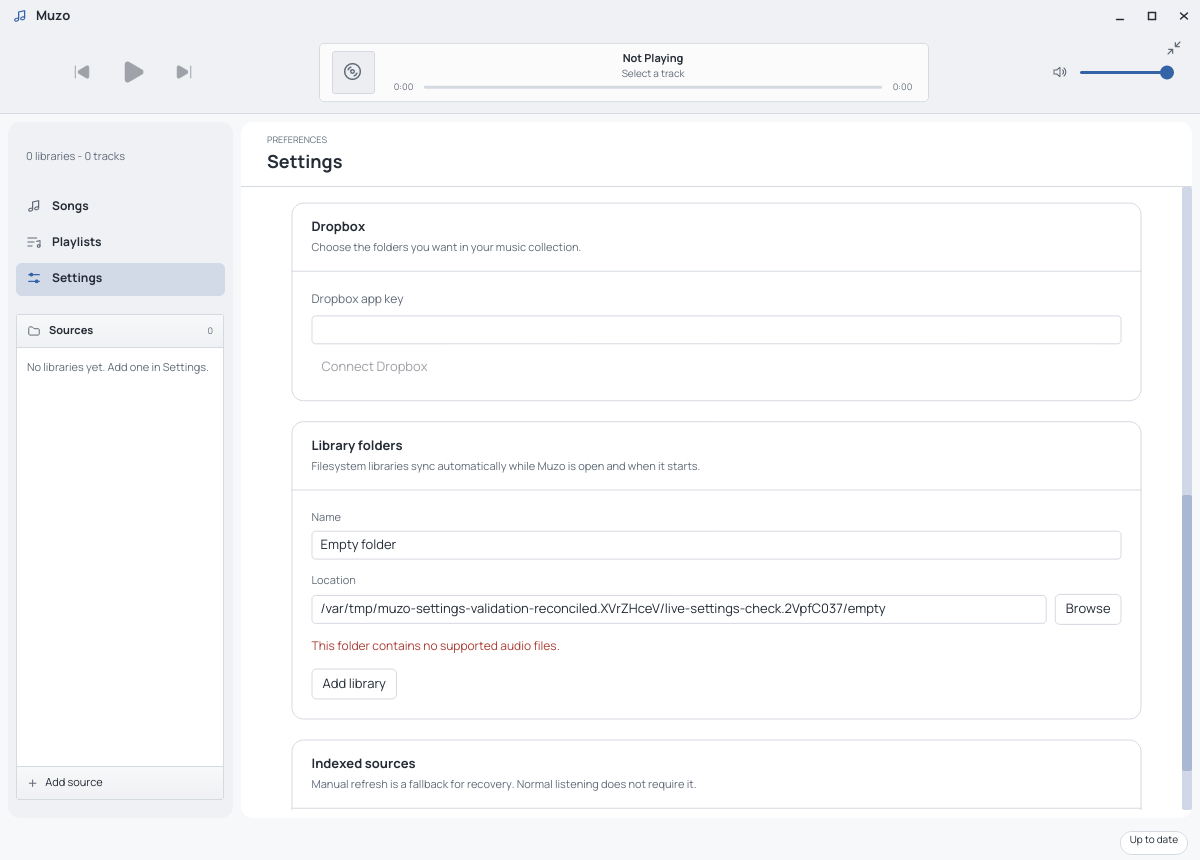 Muzo
Not Playing
Select a track
0:00
0:00
0 libraries - 0 tracks
Songs
Playlists
Settings
Sources
0
No libraries yet. Add one in Settings.
Add source
PREFERENCES
Settings
Dropbox
Choose the folders you want in your music collection.
Dropbox app key
Connect Dropbox
Library folders
Filesystem libraries sync automatically while Muzo is open and when it starts.
Name
Empty folder
Location
/var/tmp/muzo-settings-validation-reconciled.XVrZHceV/live-settings-check.2VpfC037/empty
Browse
This folder contains no supported audio files.
Add library
Indexed sources
Manual refresh is a fallback for recovery. Normal listening does not require it.
Up to date